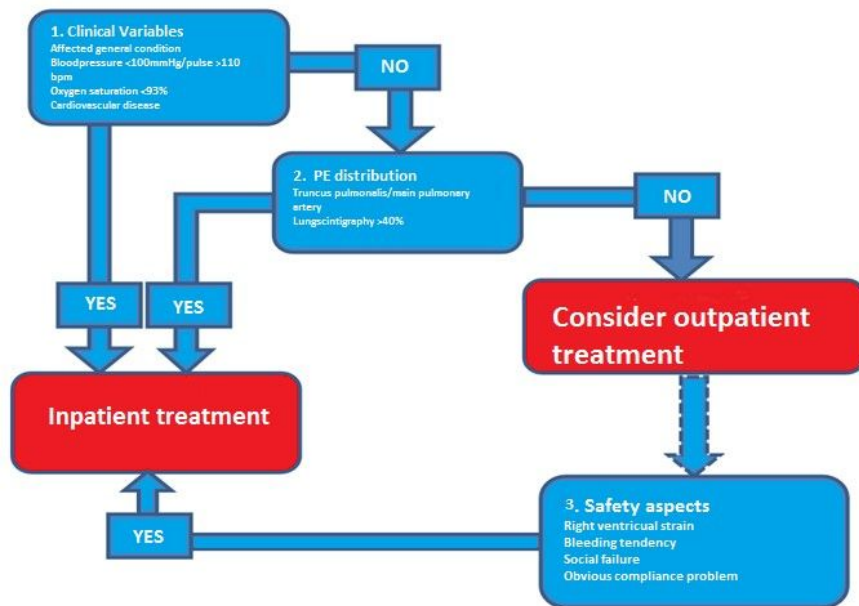 1. Clinical Variables
Affected general condition
Bloodpressure <100mmHg/pulse >110
bpm
Oxygen saturation <93%
Cardiovascular disease
NO
2. PE distribution
Truncus pulmonalis/main pulmonary
artery
Lungscintigraphy >40%
NO
YES
YES
Consider outpatient
treatment
Inpatient treatment
3. Safety aspects
Right ventricual strain
Bleeding tendency
Social failure
Obvious compliance problem
YES